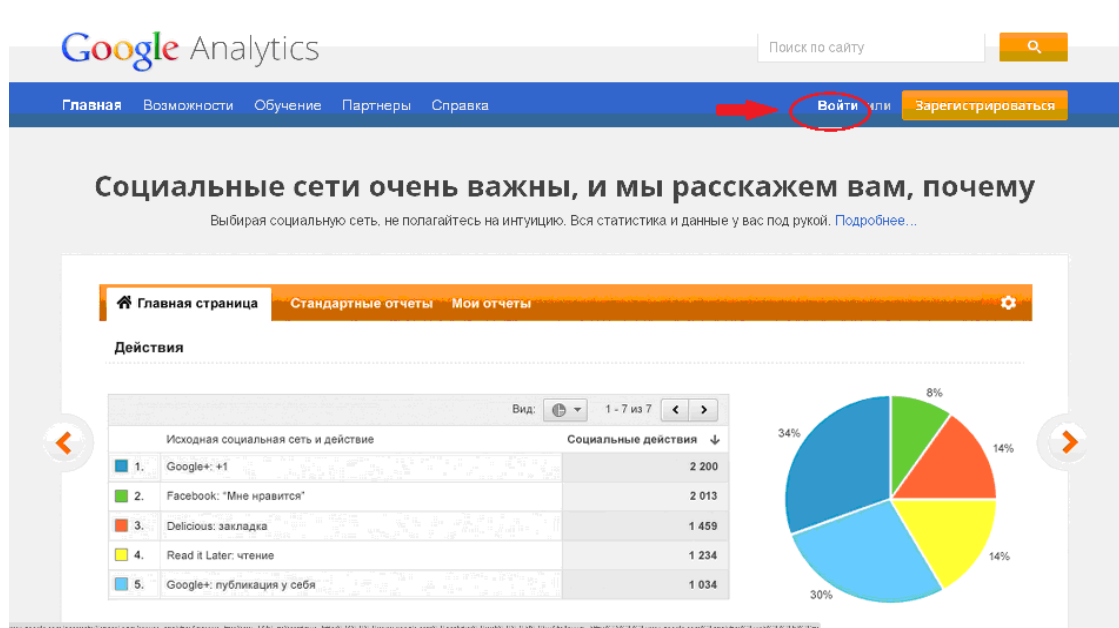 Google Analytics
Поиск по сайту
Главная Возможности Обучение Партнеры Справка Войти или Зарегистрироваться
Социальные сети очень важны, и мы расскажем вам, почему
Выбирая социальную сеть, не полагайтесь на интуицию. Вся статистика и данные у вас под рукой. Подробнее...
Главная страница Стандартные отчеты Мои отчеты
Действия
Вид: 1 - 7 из 7
Исходная социальная сеть и действие Социальные действия
1. Google+: +1 2 200
2. Facebook: "Мне нравится" 2 013
3. Delicious: закладка 1 459
4. Read it Later: чтение 1 234
5. Google+: публикация у себя 1 034
8%
34%
14%
14%
30%